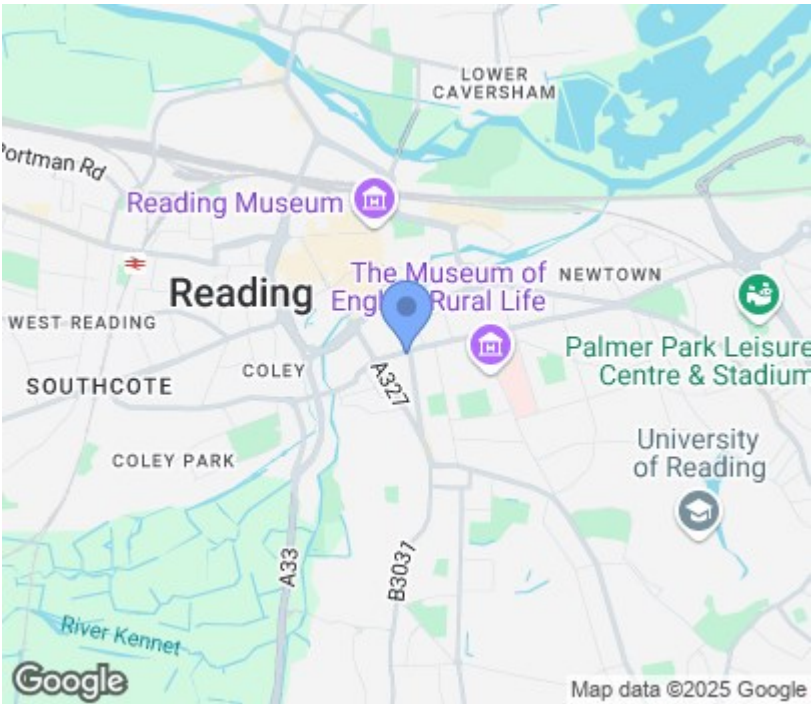 LOWER
CAVERSHAM
Portman Rd
Reading Museum
The Museum of
English Rural Life
NEWTOWN
Reading
WEST READING
COLEY
A327
Palmer Park Leisure
Centre & Stadium
SOUTHCOTE
COLEY PARK
University
of Reading
A33
B3031
River Kennet
Google
Map data ©2025 Google